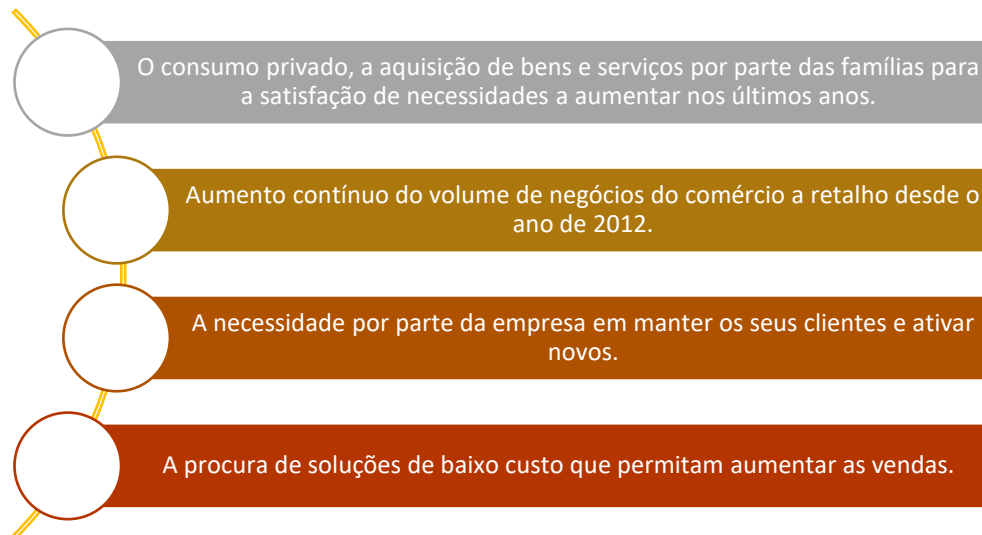 O consumo privado, a aquisição de bens e serviços por parte das famílias para
a satisfação de necessidades a aumentar nos últimos anos.
Aumento contínuo do volume de negócios do comércio a retalho desde o
ano de 2012.
A necessidade por parte da empresa em manter os seus clientes e ativar
novos.
A procura de soluções de baixo custo que permitam aumentar as vendas.